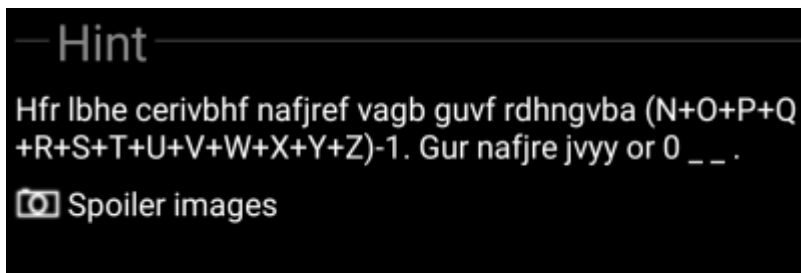 Hint
Hfr lbhe cerivbhf nafjref vagb guvf rdhngvba (N+O+P+Q
+R+S+T+U+V+W+X+Y+Z)-1. Gur nafjre jvyy or 0 _ _ .
Spoiler images